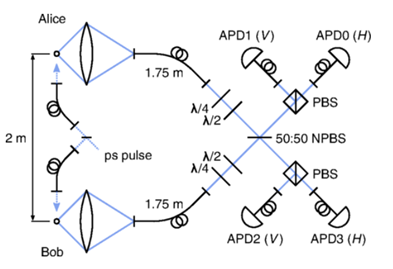 Alice
APD1 (V)
APD0 (H)
1.75 m
λ/4
λ/2
PBS
2 m
ps pulse
50:50 NPBS
λ/2
λ/4
PBS
1.75 m
Bob
APD2 (V)
APD3 (H)